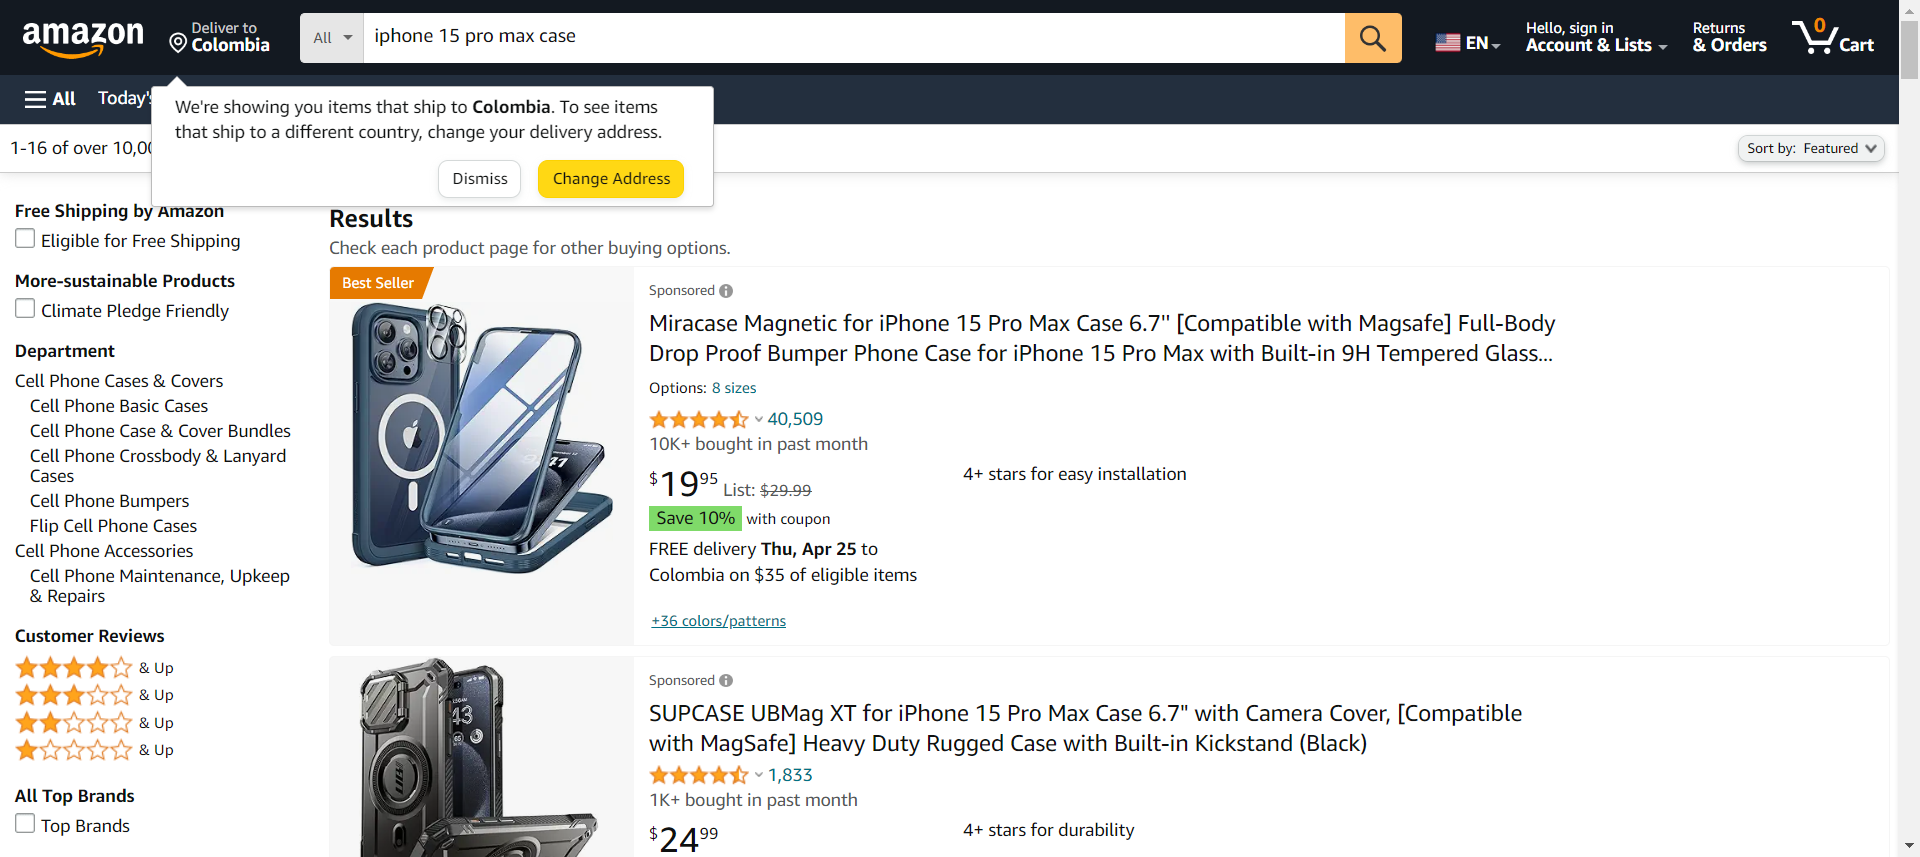 amazon
Deliver to
Colombia
All
iphone 15 pro max case
EN
Hello, sign in
Account & Lists
Returns
& Orders
0
Cart
All
Today's
We're showing you items that ship to Colombia. To see items
that ship to a different country, change your delivery address.
Dismiss
Change Address
1-16 of over 10,00
Sort by: Featured
Free Shipping by Amazon
Eligible for Free Shipping
More-sustainable Products
Climate Pledge Friendly
Department
Cell Phone Cases & Covers
Cell Phone Basic Cases
Cell Phone Case & Cover Bundles
Cell Phone Crossbody & Lanyard
Cases
Cell Phone Bumpers
Flip Cell Phone Cases
Cell Phone Accessories
Cell Phone Maintenance, Upkeep
& Repairs
Customer Reviews
& Up
& Up
& Up
& Up
All Top Brands
Top Brands
Results
Check each product page for other buying options.
Best Seller
Sponsored
Miracase Magnetic for iPhone 15 Pro Max Case 6.7'' [Compatible with Magsafe] Full-Body
Drop Proof Bumper Phone Case for iPhone 15 Pro Max with Built-in 9H Tempered Glass...
Options: 8 sizes
40,509
10K+ bought in past month
$19 95 List: $29.99
4+ stars for easy installation
Save 10% with coupon
FREE delivery Thu, Apr 25 to
Colombia on $35 of eligible items
+36 colors/patterns
Sponsored
SUPCASE UBMag XT for iPhone 15 Pro Max Case 6.7" with Camera Cover, [Compatible
with MagSafe] Heavy Duty Rugged Case with Built-in Kickstand (Black)
1,833
1K+ bought in past month
$24 99
4+ stars for durability